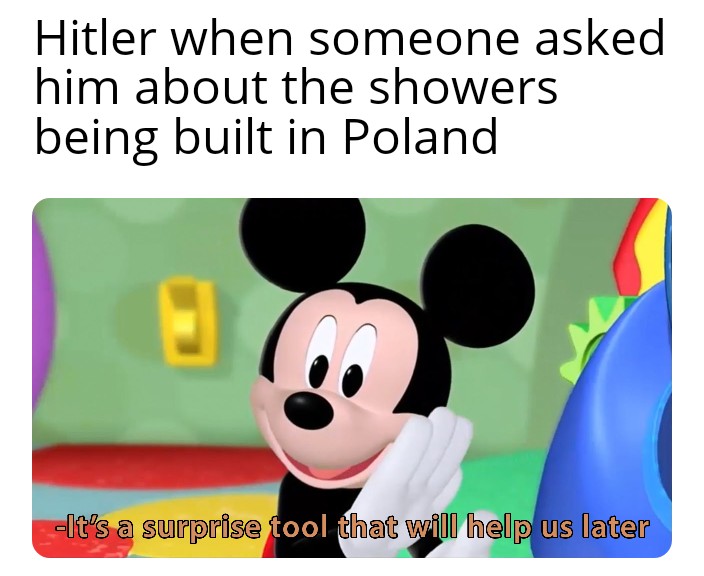 Hitler when someone asked
him about the showers
being built in Poland
-It's a surprise tool that will help us later